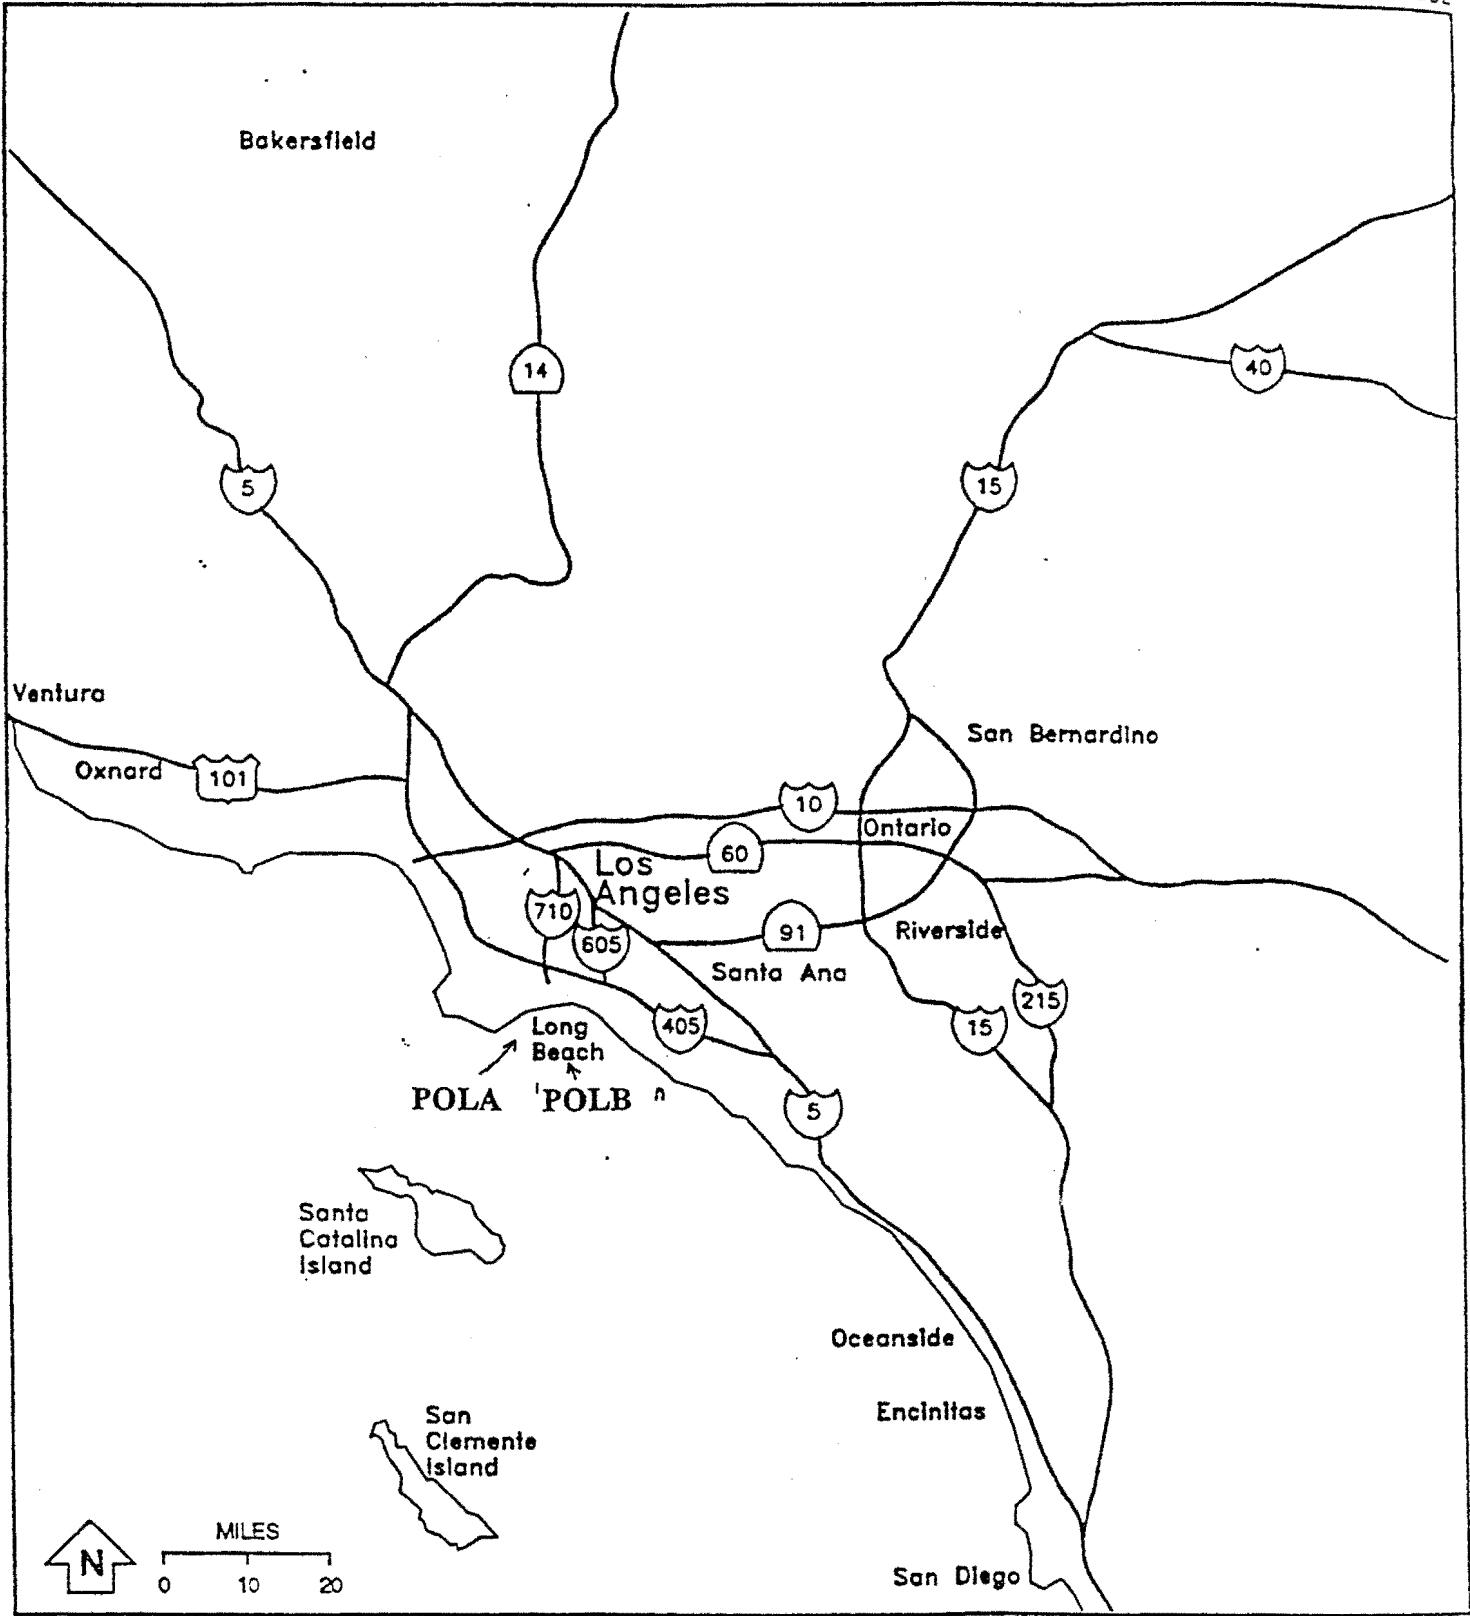 Bakersfield
14
40
5
15
Ventura
San Bernardino
Oxnard
101
10
Ontario
60
Los
Angeles
710
91
Riverside
605
Santa Ana
215
15
405
Long
Beach
POLA
POLB
5
Santa
Catalina
Island
Oceanside
Encinitas
San
Clemente
Island
MILES
N
0 10 20
San Diego